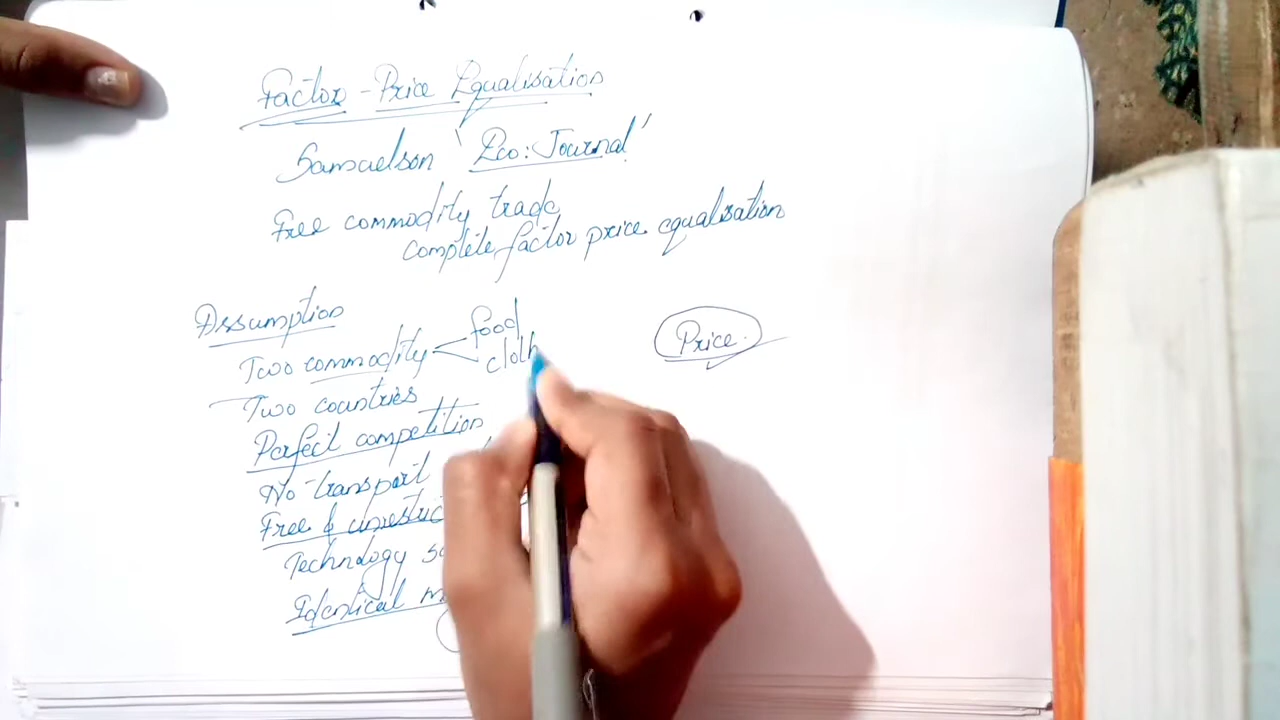 Factor - Price Equalisation
Samuelson 'Eco: Journal'
Free commodity trade
complete factor price equalisation
Assumption
Two commodity food
cloth
Price.
Two countries
Perfect competition
No transport
Free &
Technology
Identical